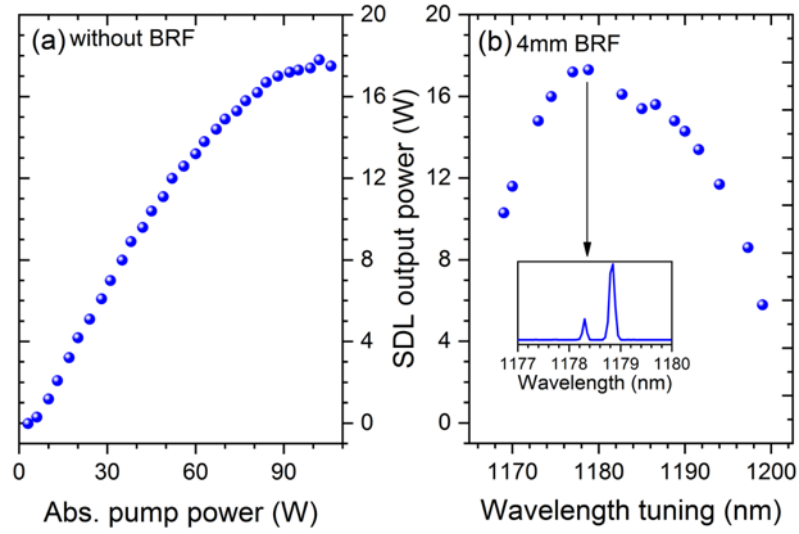 (a) without BRF
20
16
12
8
4
0
0 30 60 90
Abs. pump power (W)
SDL output power (W)
(b) 4mm BRF
20
16
12
8
4
0
1177 1178 1179 1180
Wavelength (nm)
1170 1180 1190 1200
Wavelength tuning (nm)